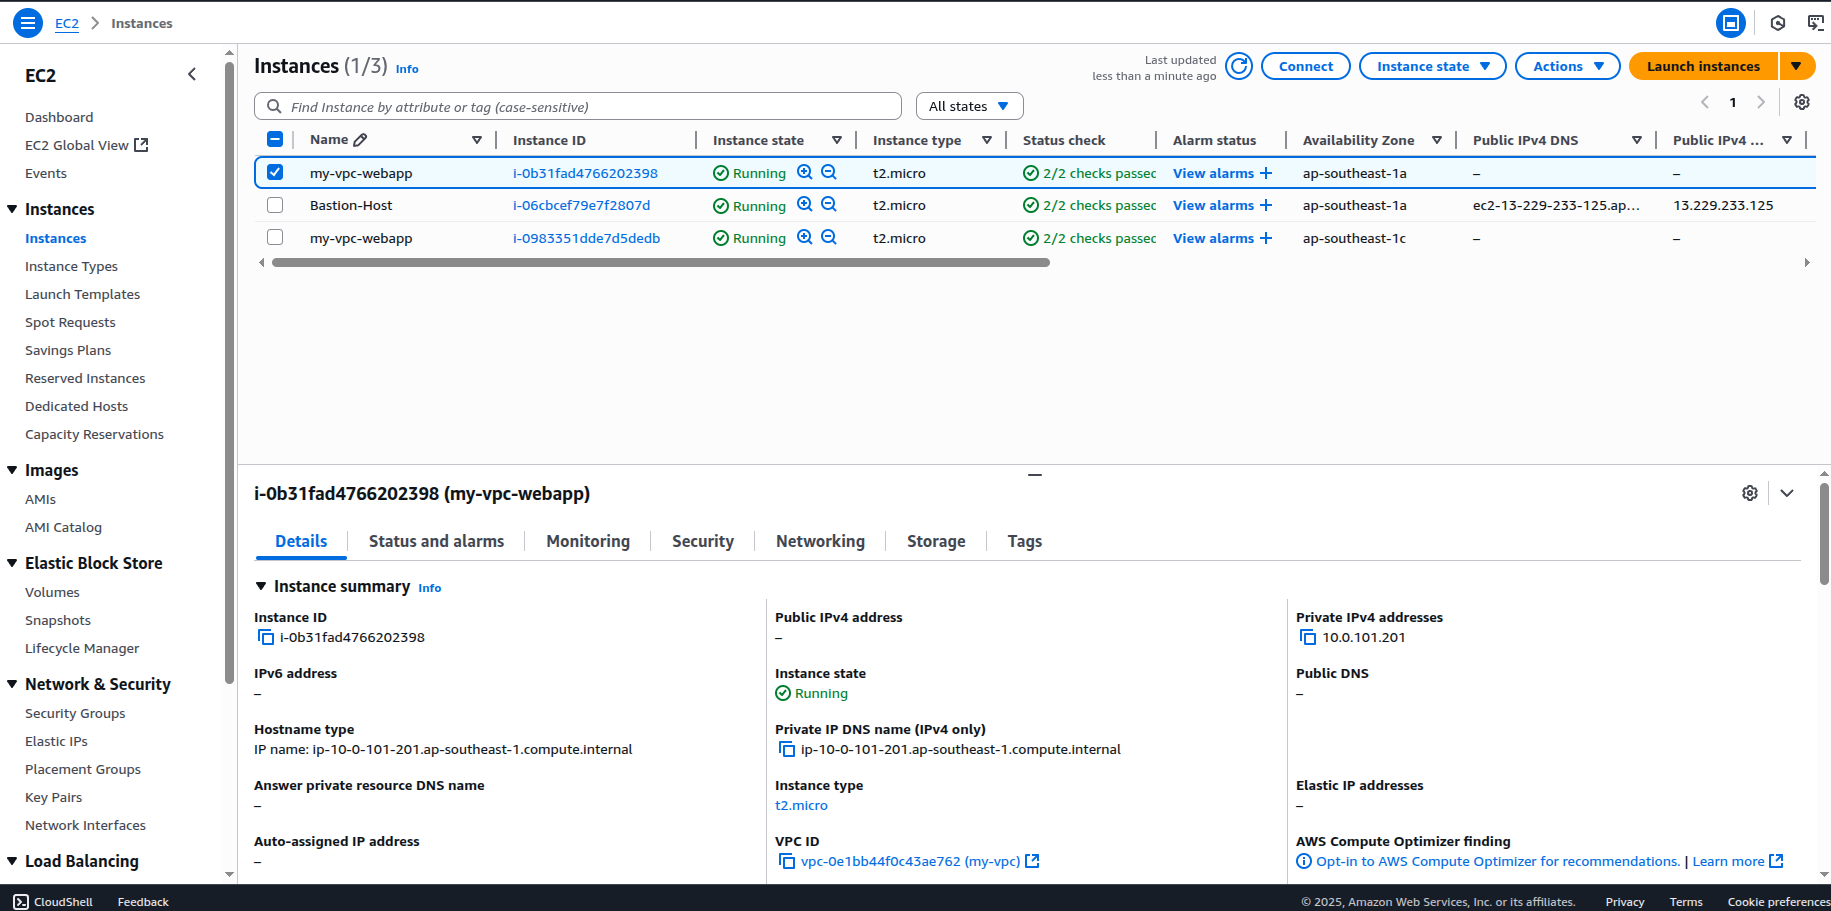 EC2 > Instances
EC2
Dashboard
EC2 Global View
Events
Instances
Instances
Instance Types
Launch Templates
Spot Requests
Savings Plans
Reserved Instances
Dedicated Hosts
Capacity Reservations
Images
AMIs
AMI Catalog
Elastic Block Store
Volumes
Snapshots
Lifecycle Manager
Network & Security
Security Groups
Elastic IPs
Placement Groups
Key Pairs
Network Interfaces
Load Balancing
Instances (1/3) Info
Last updated
less than a minute ago
Connect
Instance state
Actions
Launch instances
Find Instance by attribute or tag (case-sensitive)
All states
1
Name Instance ID Instance state Instance type Status check Alarm status Availability Zone Public IPv4 DNS Public IPv4 ...
my-vpc-webapp i-0b31fad4766202398 Running t2.micro 2/2 checks passec View alarms + ap-southeast-1a – –
Bastion-Host i-06cbcef79e7f2807d Running t2.micro 2/2 checks passec View alarms + ap-southeast-1a ec2-13-229-233-125.ap... 13.229.233.125
my-vpc-webapp i-0983351dde7d5dedb Running t2.micro 2/2 checks passec View alarms + ap-southeast-1c – –
i-0b31fad4766202398 (my-vpc-webapp)
Details Status and alarms Monitoring Security Networking Storage Tags
Instance summary Info
Instance ID
i-0b31fad4766202398
Public IPv4 address
–
Private IPv4 addresses
10.0.101.201
IPv6 address
–
Instance state
Running
Public DNS
–
Hostname type
IP name: ip-10-0-101-201.ap-southeast-1.compute.internal
Private IP DNS name (IPv4 only)
ip-10-0-101-201.ap-southeast-1.compute.internal
Answer private resource DNS name
–
Instance type
t2.micro
Elastic IP addresses
–
Auto-assigned IP address
–
VPC ID
vpc-0e1bb44f0c43ae762 (my-vpc)
AWS Compute Optimizer finding
Opt-in to AWS Compute Optimizer for recommendations. | Learn more
CloudShell Feedback © 2025, Amazon Web Services, Inc. or its affiliates. Privacy Terms Cookie preferences